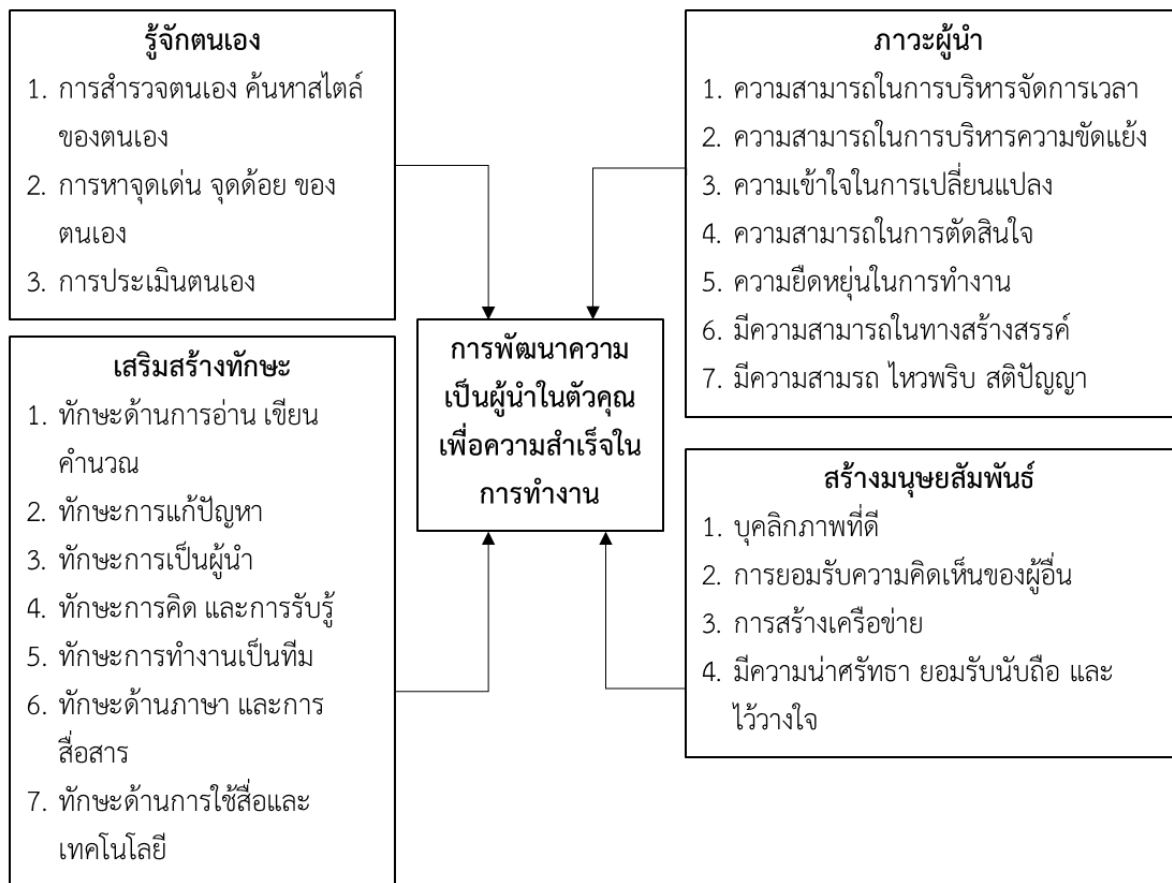 รู้จักตนเอง
1. การสำรวจตนเอง ค้นหาสไตล์
ของตนเอง
2. การหาจุดเด่น จุดด้อย ของ
ตนเอง
3. การประเมินตนเอง
เสริมสร้างทักษะ
1. ทักษะด้านการอ่าน เขียน
คำนวณ
2. ทักษะการแก้ปัญหา
3. ทักษะการเป็นผู้นำ
4. ทักษะการคิด และการรับรู้
5. ทักษะการทำงานเป็นทีม
6. ทักษะด้านภาษา และการ
สื่อสาร
7. ทักษะด้านการใช้สื่อและ
เทคโนโลยี
การพัฒนาความ
เป็นผู้นำในตัวคุณ
เพื่อความสำเร็จใน
การทำงาน
ภาวะผู้นำ
1. ความสามารถในการบริหารจัดการเวลา
2. ความสามารถในการบริหารความขัดแย้ง
3. ความเข้าใจในการเปลี่ยนแปลง
4. ความสามารถในการตัดสินใจ
5. ความยืดหยุ่นในการทำงาน
6. มีความสามารถในทางสร้างสรรค์
7. มีความสามรถ ไหวพริบ สติปัญญา
สร้างมนุษยสัมพันธ์
1. บุคลิกภาพที่ดี
2. การยอมรับความคิดเห็นของผู้อื่น
3. การสร้างเครือข่าย
4. มีความน่าศรัทธา ยอมรับนับถือ และ
ไว้วางใจ